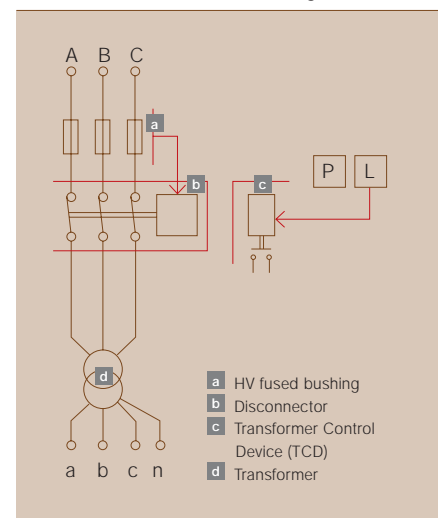 A B C
a
b
c
P L
d
a HV fused bushing
b Disconnector
c Transformer Control
Device (TCD)
d Transformer
a b c n